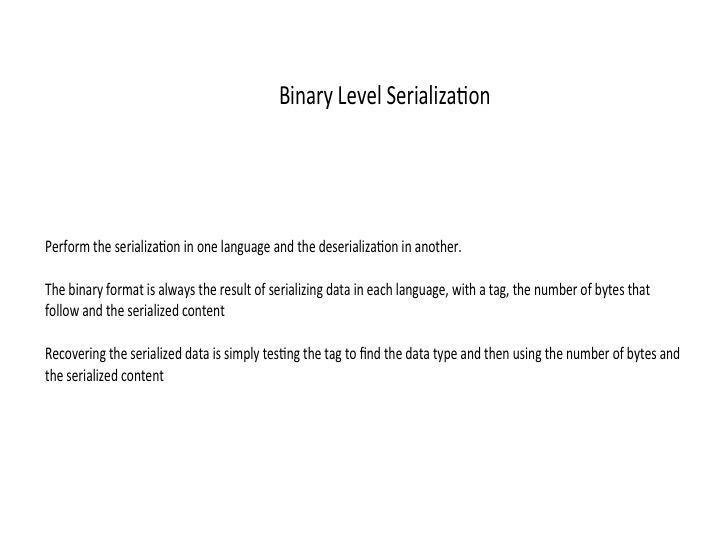 Binary Level Serialization
Perform the serialization in one language and the deserialization in another.
The binary format is always the result of serializing data in each language, with a tag, the number of bytes that
follow and the serialized content
Recovering the serialized data is simply testing the tag to find the data type and then using the number of bytes and
the serialized content